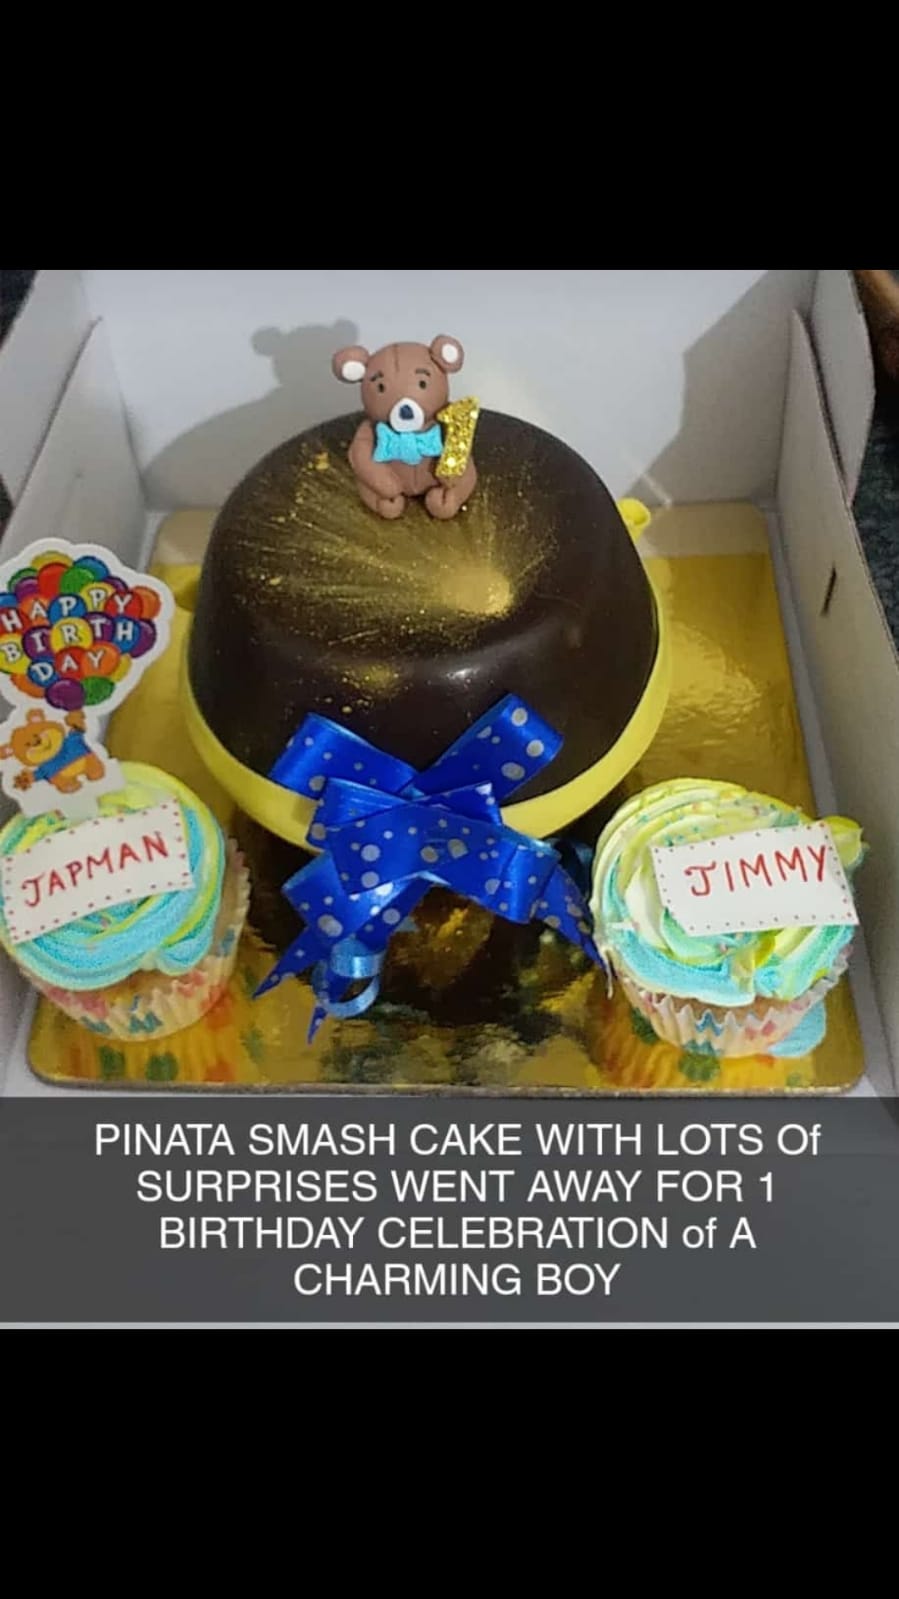 1
HAPPY
BIRTH
DAY
JAPMAN
JIMMY
PINATA SMASH CAKE WITH LOTS Of
SURPRISES WENT AWAY FOR 1
BIRTHDAY CELEBRATION of A
CHARMING BOY